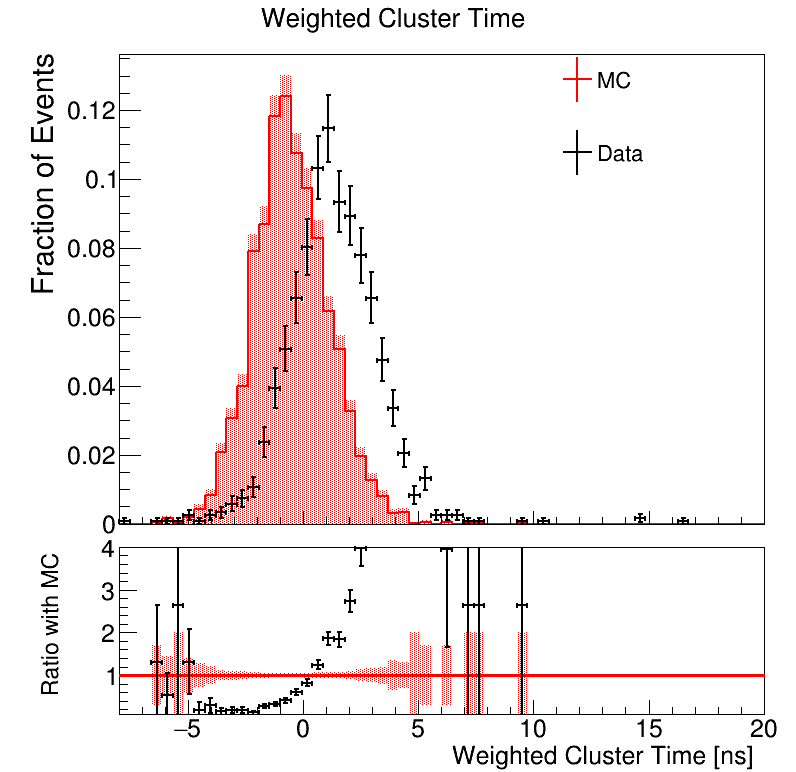 Weighted Cluster Time
Fraction of Events
0.12
0.1
0.08
0.06
0.04
0.02
0
MC
Data
Ratio with MC
4
3
2
1
−5 0 5 10 15 20
Weighted Cluster Time [ns]